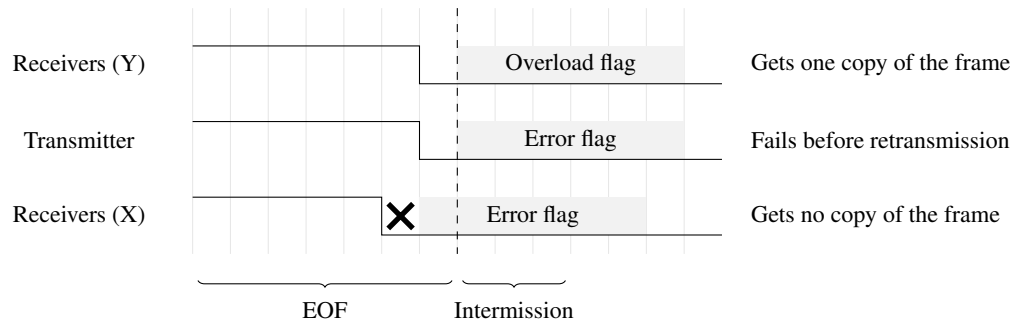 Receivers (Y) Overload flag Gets one copy of the frame
Transmitter Error flag Fails before retransmission
Receivers (X) Error flag Gets no copy of the frame
EOF Intermission